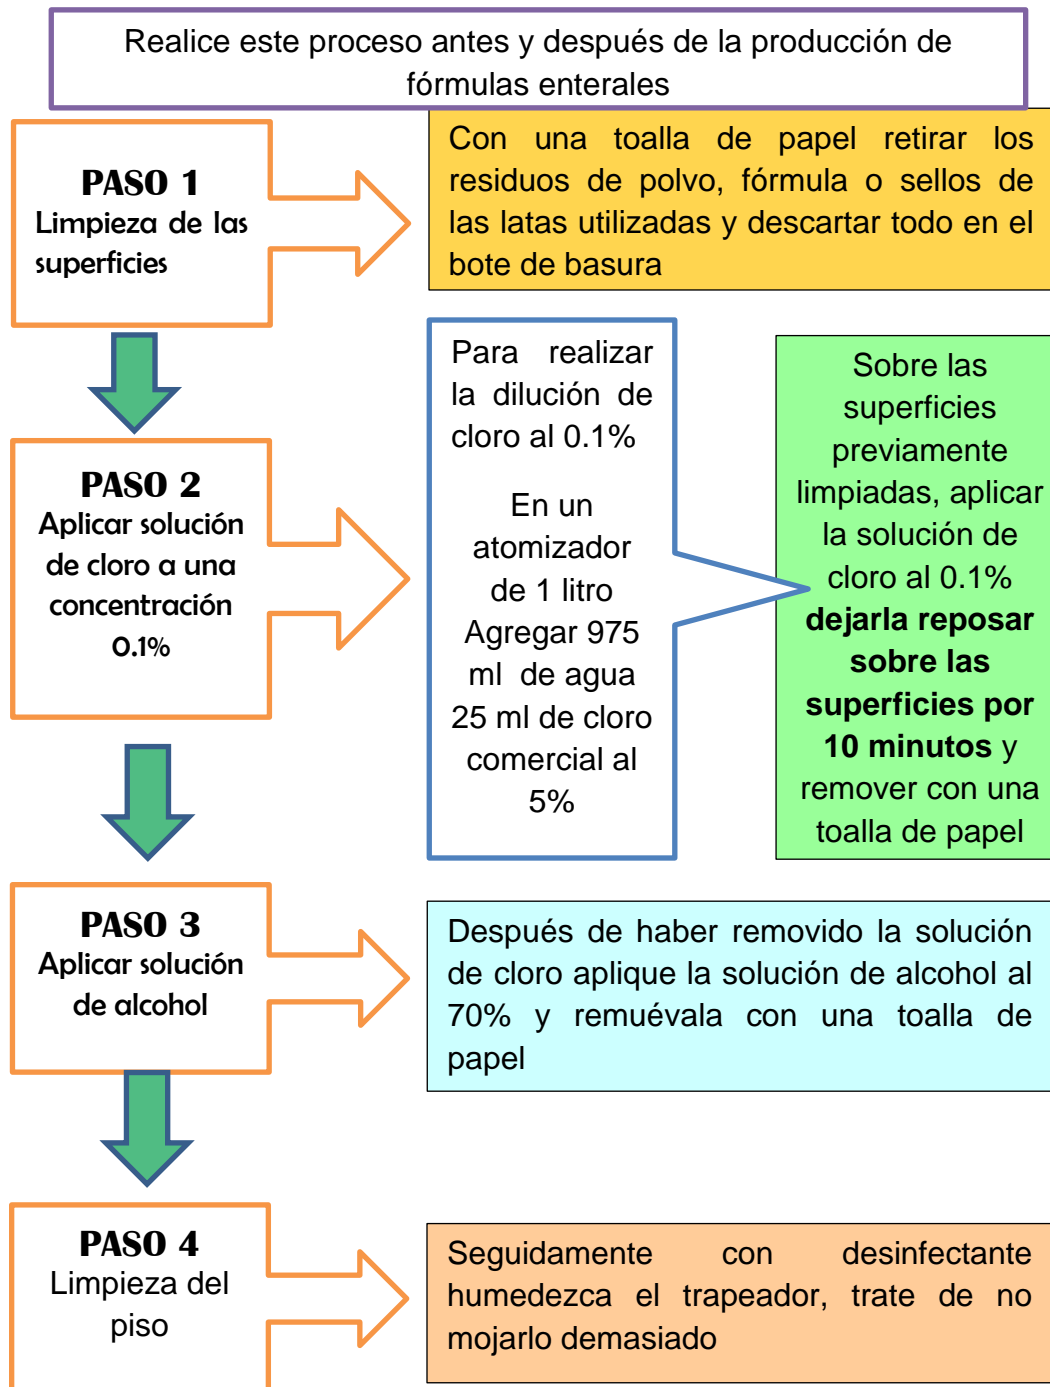 Realice este proceso antes y después de la producción de
fórmulas enterales
PASO 1
Limpieza de las
superficies
Con una toalla de papel retirar los
residuos de polvo, fórmula o sellos de
las latas utilizadas y descartar todo en el
bote de basura
PASO 2
Aplicar solución
de cloro a una
concentración
0.1%
Para realizar
la dilución de
cloro al 0.1%
En un
atomizador
de 1 litro
Agregar 975
ml de agua
25 ml de cloro
comercial al
5%
Sobre las
superficies
previamente
limpiadas, aplicar
la solución de
cloro al 0.1%
dejarla reposar
sobre las
superficies por
10 minutos y
remover con una
toalla de papel
PASO 3
Aplicar solución
de alcohol
Después de haber removido la solución
de cloro aplique la solución de alcohol al
70% y remuévala con una toalla de
papel
PASO 4
Limpieza del
piso
Seguidamente con desinfectante
humedezca el trapeador, trate de no
mojarlo demasiado